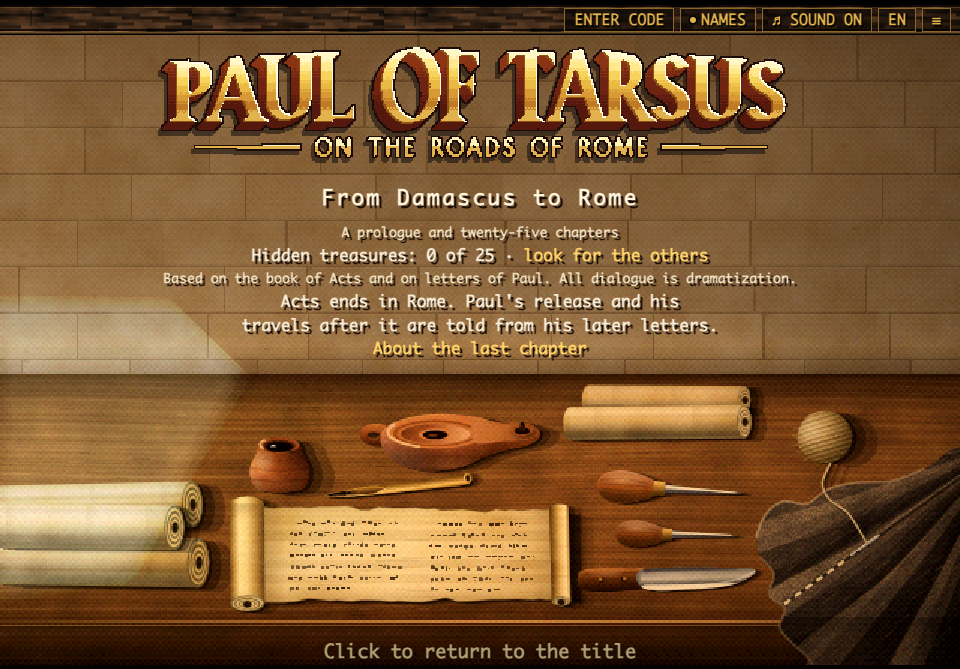 ENTER CODE
● NAMES
♬ SOUND ON
EN
≡
PAUL OF TARSUS
ON THE ROADS OF ROME
From Damascus to Rome
A prologue and twenty-five chapters
Hidden treasures: 0 of 25 · look for the others
Based on the book of Acts and on letters of Paul. All dialogue is dramatization.
Acts ends in Rome. Paul's release and his
travels after it are told from his later letters.
About the last chapter
Click to return to the title